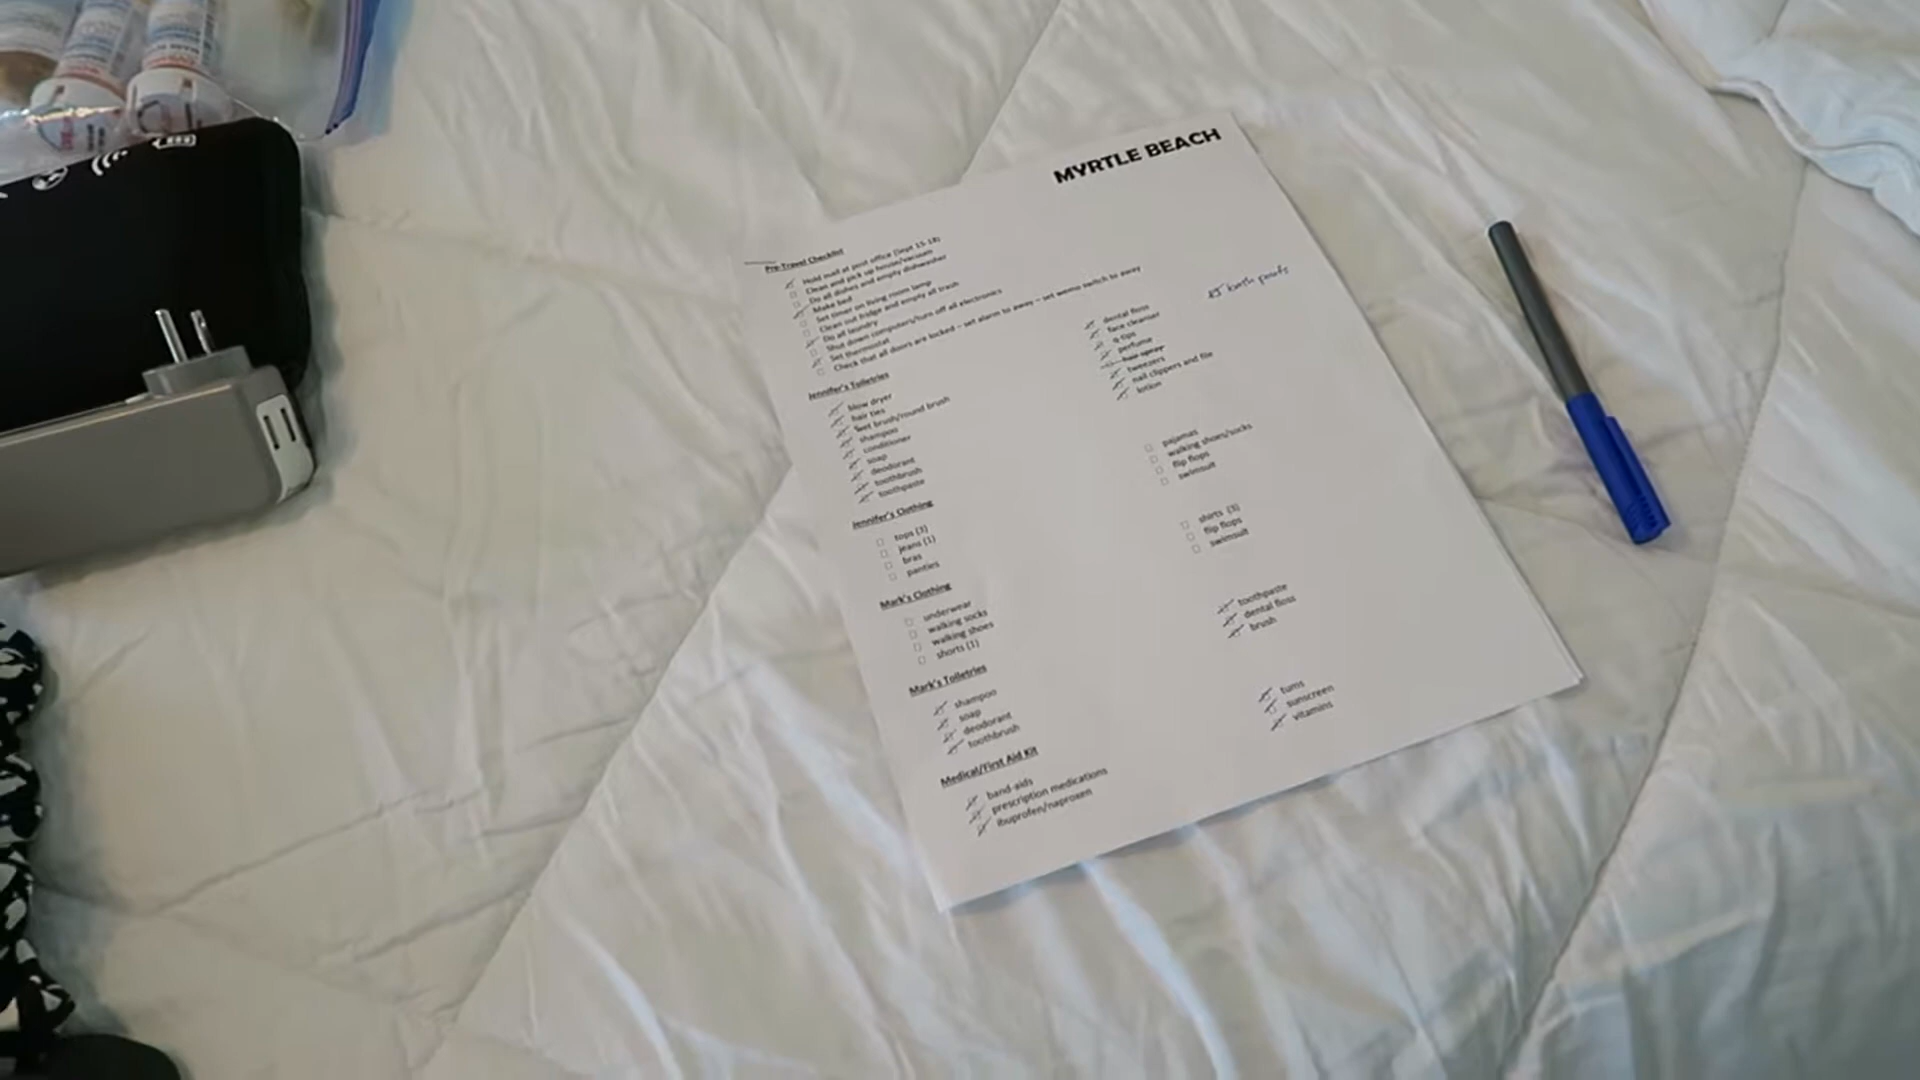 MYRTLE BEACH
Pre-Travel Checklist
Hold mail at post office (Sept 15-18)
Clean and pick up house/vacuum
Do all dishes and empty dishwasher
Make bed
Set timer on living room lamp
Clean out fridge and empty all trash
Do all laundry
Shut down computers/turn off all electronics
Set thermostat
Check that all doors are locked – set alarm to away – set wemo switch to away
bath poufs
Jennifer's Toiletries
blow dryer
hair ties
wet brush/round brush
shampoo
conditioner
soap
deodorant
toothbrush
toothpaste
dental floss
face cleanser
q tips
perfume
hair spray
tweezers
nail clippers and file
lotion
Jennifer's Clothing
tops (3)
jeans (1)
bras
panties
pajamas
walking shoes/socks
flip flops
swimsuit
Mark's Clothing
underwear
walking socks
walking shoes
shorts (1)
shirts (3)
flip flops
swimsuit
Mark's Toiletries
shampoo
soap
deodorant
toothbrush
toothpaste
dental floss
brush
Medical/First Aid Kit
band-aids
prescription medications
ibuprofen/naproxen
tums
sunscreen
vitamins